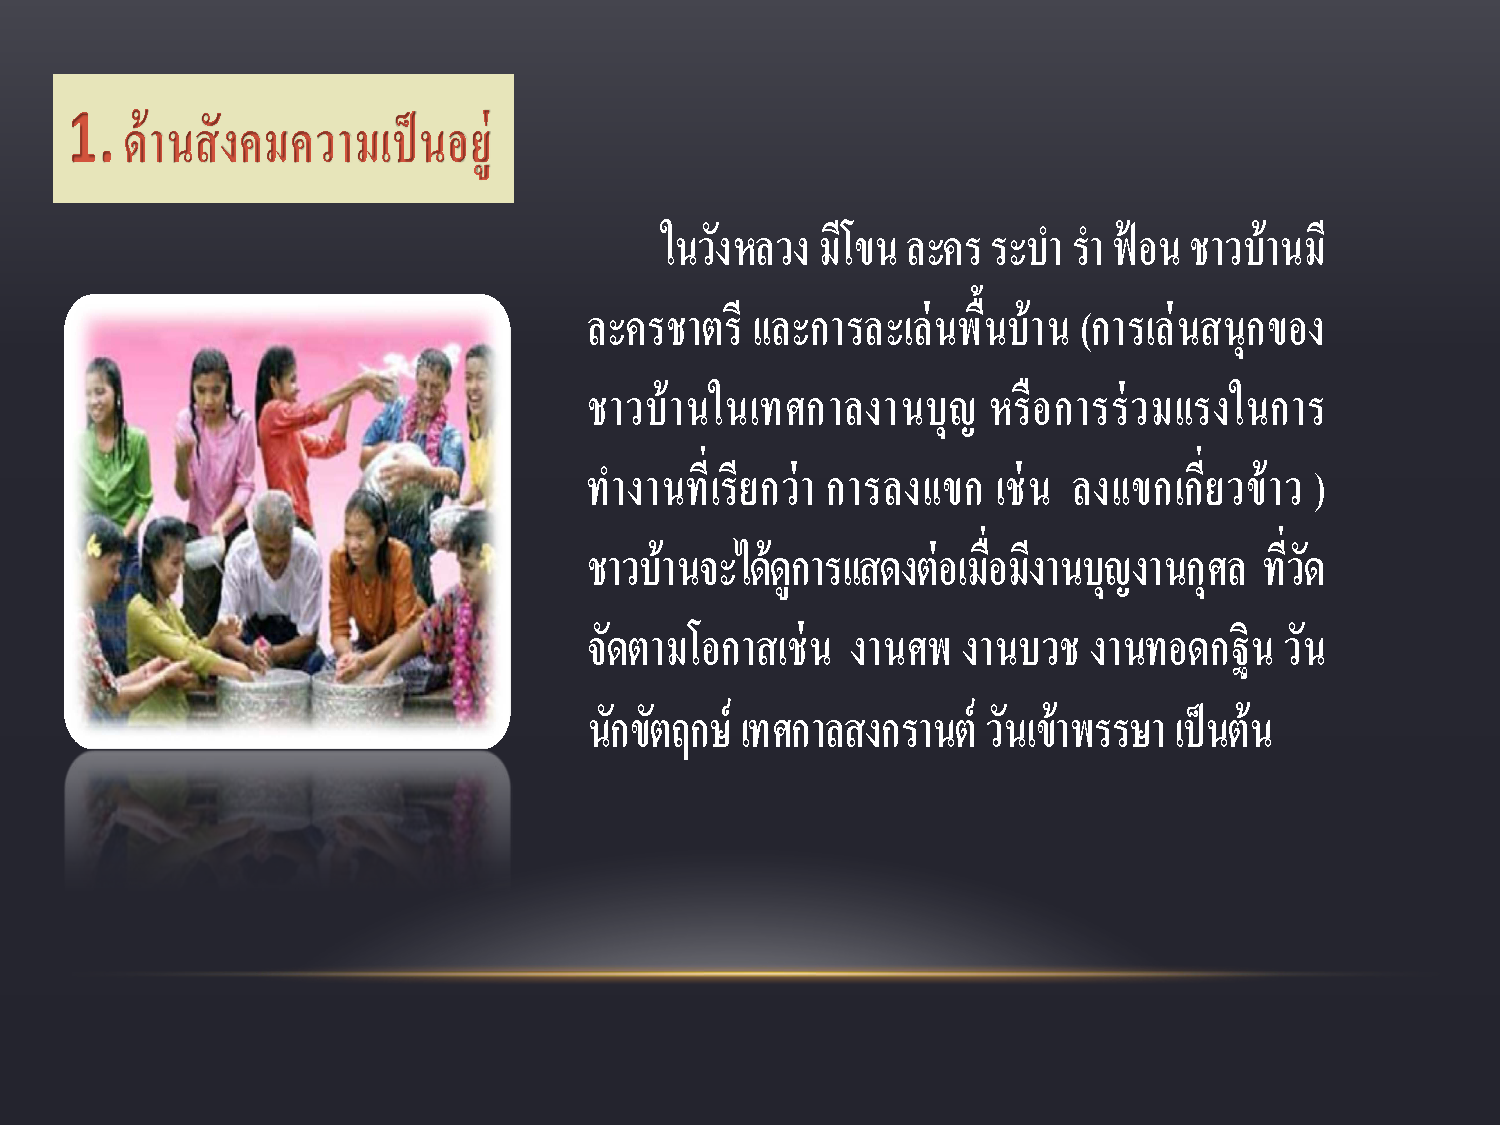 1. ด้านสังคมความเป็นอยู่
ในวังหลวง มีโขน ละคร ระบำ รำ ฟ้อน ชาวบ้านมี
ละครชาตรี และการละเล่นพื้นบ้าน (การเล่นสนุกของ
ชาวบ้านในเทศกาลงานบุญ หรือการร่วมแรงในการ
ทำงานที่เรียกว่า การลงแขก เช่น ลงแขกเกี่ยวข้าว )
ชาวบ้านจะได้ดูการแสดงต่อเมื่อมีงานบุญงานกุศล ที่วัด
จัดตามโอกาสเช่น งานศพ งานบวช งานทอดกฐิน วัน
นักขัตฤกษ์ เทศกาลสงกรานต์ วันเข้าพรรษา เป็นต้น